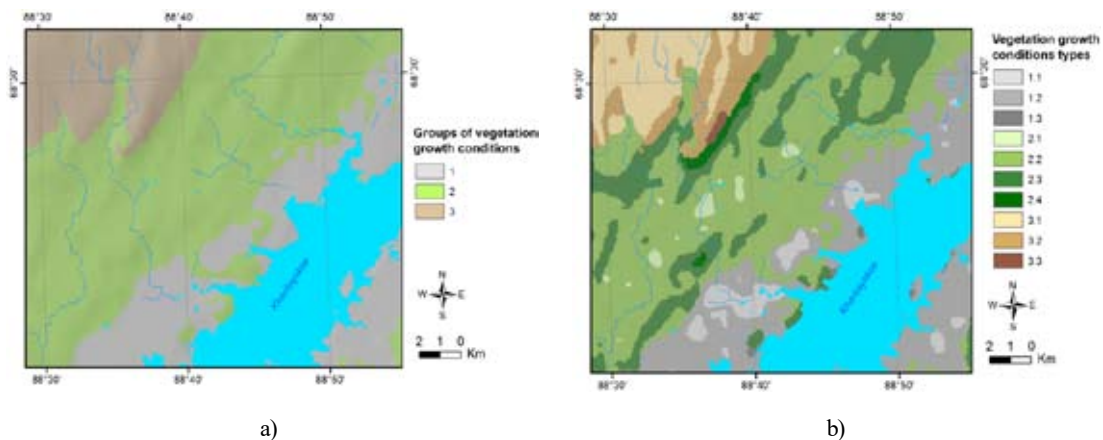 88°30' 88°40' 88°50'
68°30'
Groups of vegetation
growth conditions
1
2
3
N
W E
S
2 1 0
Km
88°30' 88°40' 88°50'
a)
88°30' 88°40' 88°50'
68°30'
68°30'
Vegetation growth
conditions types
1.1
1.2
1.3
2.1
2.2
2.3
2.4
3.1
3.2
3.3
N
W E
S
2 1 0
Km
88°30' 88°40' 88°50'
b)